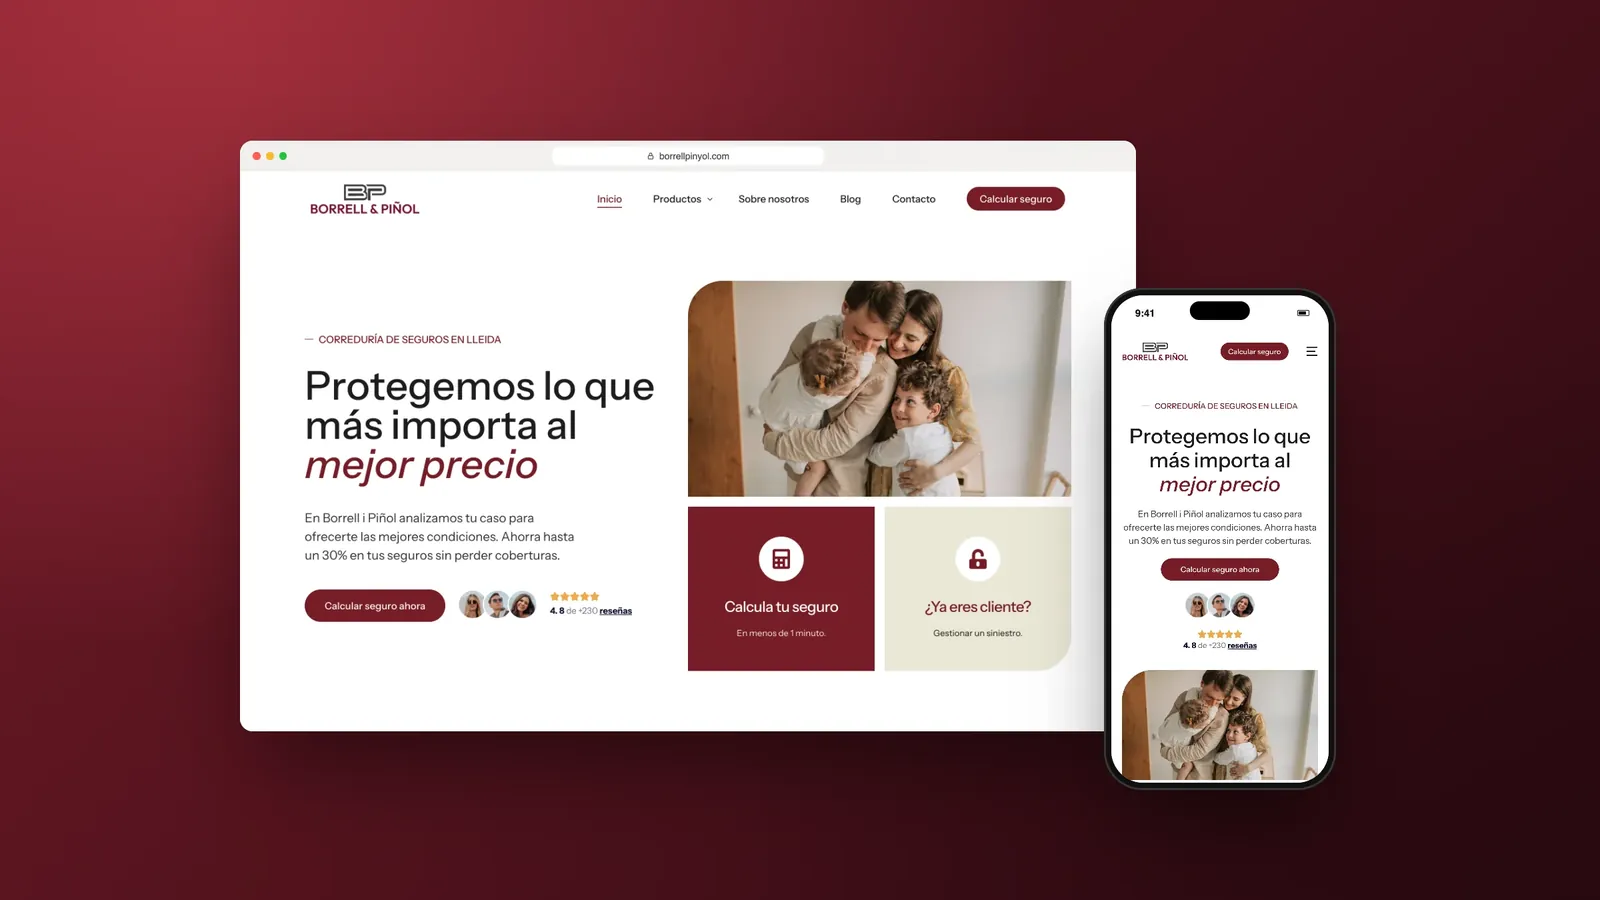 borrellpinyol.com
BP
BORRELL & PIÑOL
Inicio
Productos
Sobre nosotros
Blog
Contacto
Calcular seguro
CORREDURÍA DE SEGUROS EN LLEIDA
Protegemos lo que
más importa al
mejor precio
En Borrell i Piñol analizamos tu caso para
ofrecerte las mejores condiciones. Ahorra hasta
un 30% en tus seguros sin perder coberturas.
Calcular seguro ahora
4. 8 de +230 reseñas
Calcula tu seguro
En menos de 1 minuto.
¿Ya eres cliente?
Gestionar un siniestro.
9:41
BP
BORRELL & PIÑOL
Calcular seguro
CORREDURÍA DE SEGUROS EN LLEIDA
Protegemos lo que
más importa al
mejor precio
En Borrell i Piñol analizamos tu caso para
ofrecerte las mejores condiciones. Ahorra hasta
un 30% en tus seguros sin perder coberturas.
Calcular seguro ahora
4. 8 de +230 reseñas